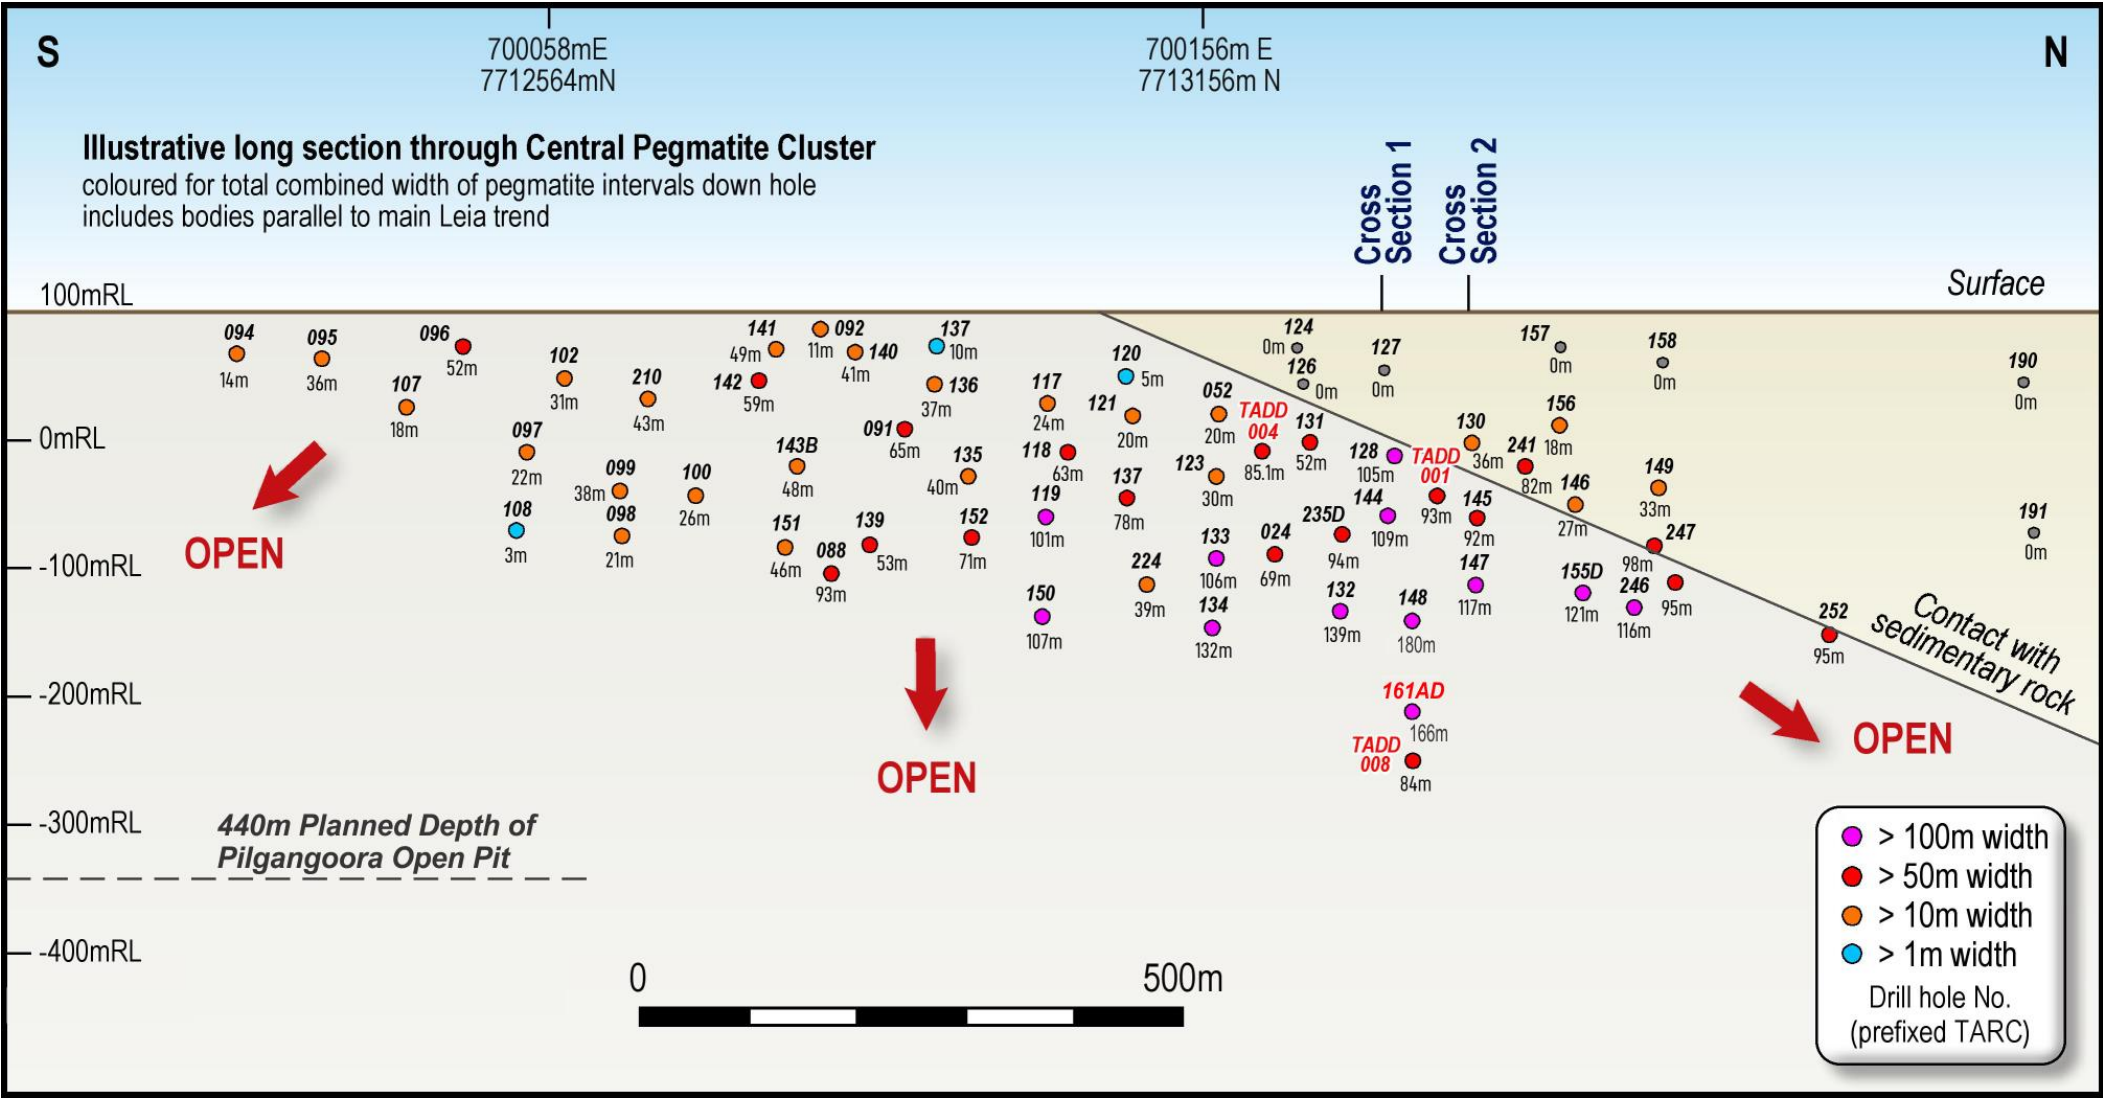 S
700058mE
7712564mN
700156m E
7713156m N
N
Illustrative long section through Central Pegmatite Cluster
coloured for total combined width of pegmatite intervals down hole
includes bodies parallel to main Leia trend
Cross
Section 1
Cross
Section 2
Surface
100mRL
0mRL
-100mRL
-200mRL
-300mRL
-400mRL
094
14m
095
36m
096
52m
107
18m
102
31m
097
22m
108
3m
210
43m
099
38m
098
21m
100
26m
141
49m
092
11m
140
41m
142
59m
137
10m
136
37m
091
65m
143B
48m
135
40m
151
46m
088
93m
139
53m
152
71m
117
24m
118
63m
119
101m
150
107m
120
5m
121
20m
137
78m
224
39m
052
20m
123
30m
133
106m
134
132m
TADD
004
85.1m
024
69m
124
0m
126
0m
131
52m
127
0m
128
105m
144
109m
235D
94m
132
139m
148
180m
161AD
166m
TADD
008
84m
TADD
001
93m
130
36m
145
92m
147
117m
241
82m
157
0m
156
18m
146
27m
155D
121m
158
0m
149
33m
247
98m
246
116m
95m
252
95m
190
0m
191
0m
OPEN
OPEN
OPEN
Contact with
sedimentary rock
440m Planned Depth of
Pilgangoora Open Pit
0
500m
> 100m width
> 50m width
> 10m width
> 1m width
Drill hole No.
(prefixed TARC)